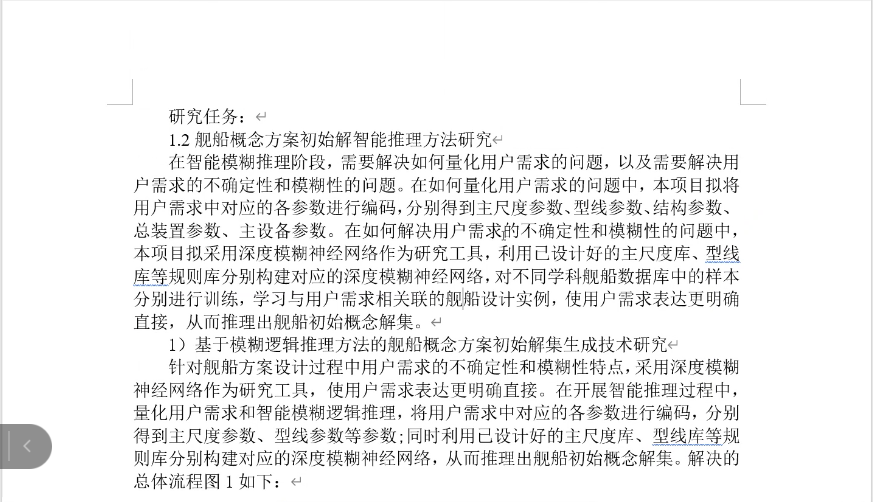 研究任务：
1.2 舰船概念方案初始解智能推理方法研究
在智能模糊推理阶段，需要解决如何量化用户需求的问题，以及需要解决用
户需求的不确定性和模糊性的问题。在如何量化用户需求的问题中，本项目拟将
用户需求中对应的各参数进行编码，分别得到主尺度参数、型线参数、结构参数、
总装置参数、主设备参数。在如何解决用户需求的不确定性和模糊性的问题中，
本项目拟采用深度模糊神经网络作为研究工具，利用已设计好的主尺度库、型线
库等规则库分别构建对应的深度模糊神经网络，对不同学科舰船数据库中的样本
分别进行训练，学习与用户需求相关联的舰船设计实例，使用户需求表达更明确
直接，从而推理出舰船初始概念解集。
1）基于模糊逻辑推理方法的舰船概念方案初始解集生成技术研究
针对舰船方案设计过程中用户需求的不确定性和模糊性特点，采用深度模糊
神经网络作为研究工具，使用户需求表达更明确直接。在开展智能推理过程中，
量化用户需求和智能模糊逻辑推理，将用户需求中对应的各参数进行编码，分别
得到主尺度参数、型线参数等参数;同时利用已设计好的主尺度库、型线库等规
则库分别构建对应的深度模糊神经网络，从而推理出舰船初始概念解集。解决的
总体流程图 1 如下：